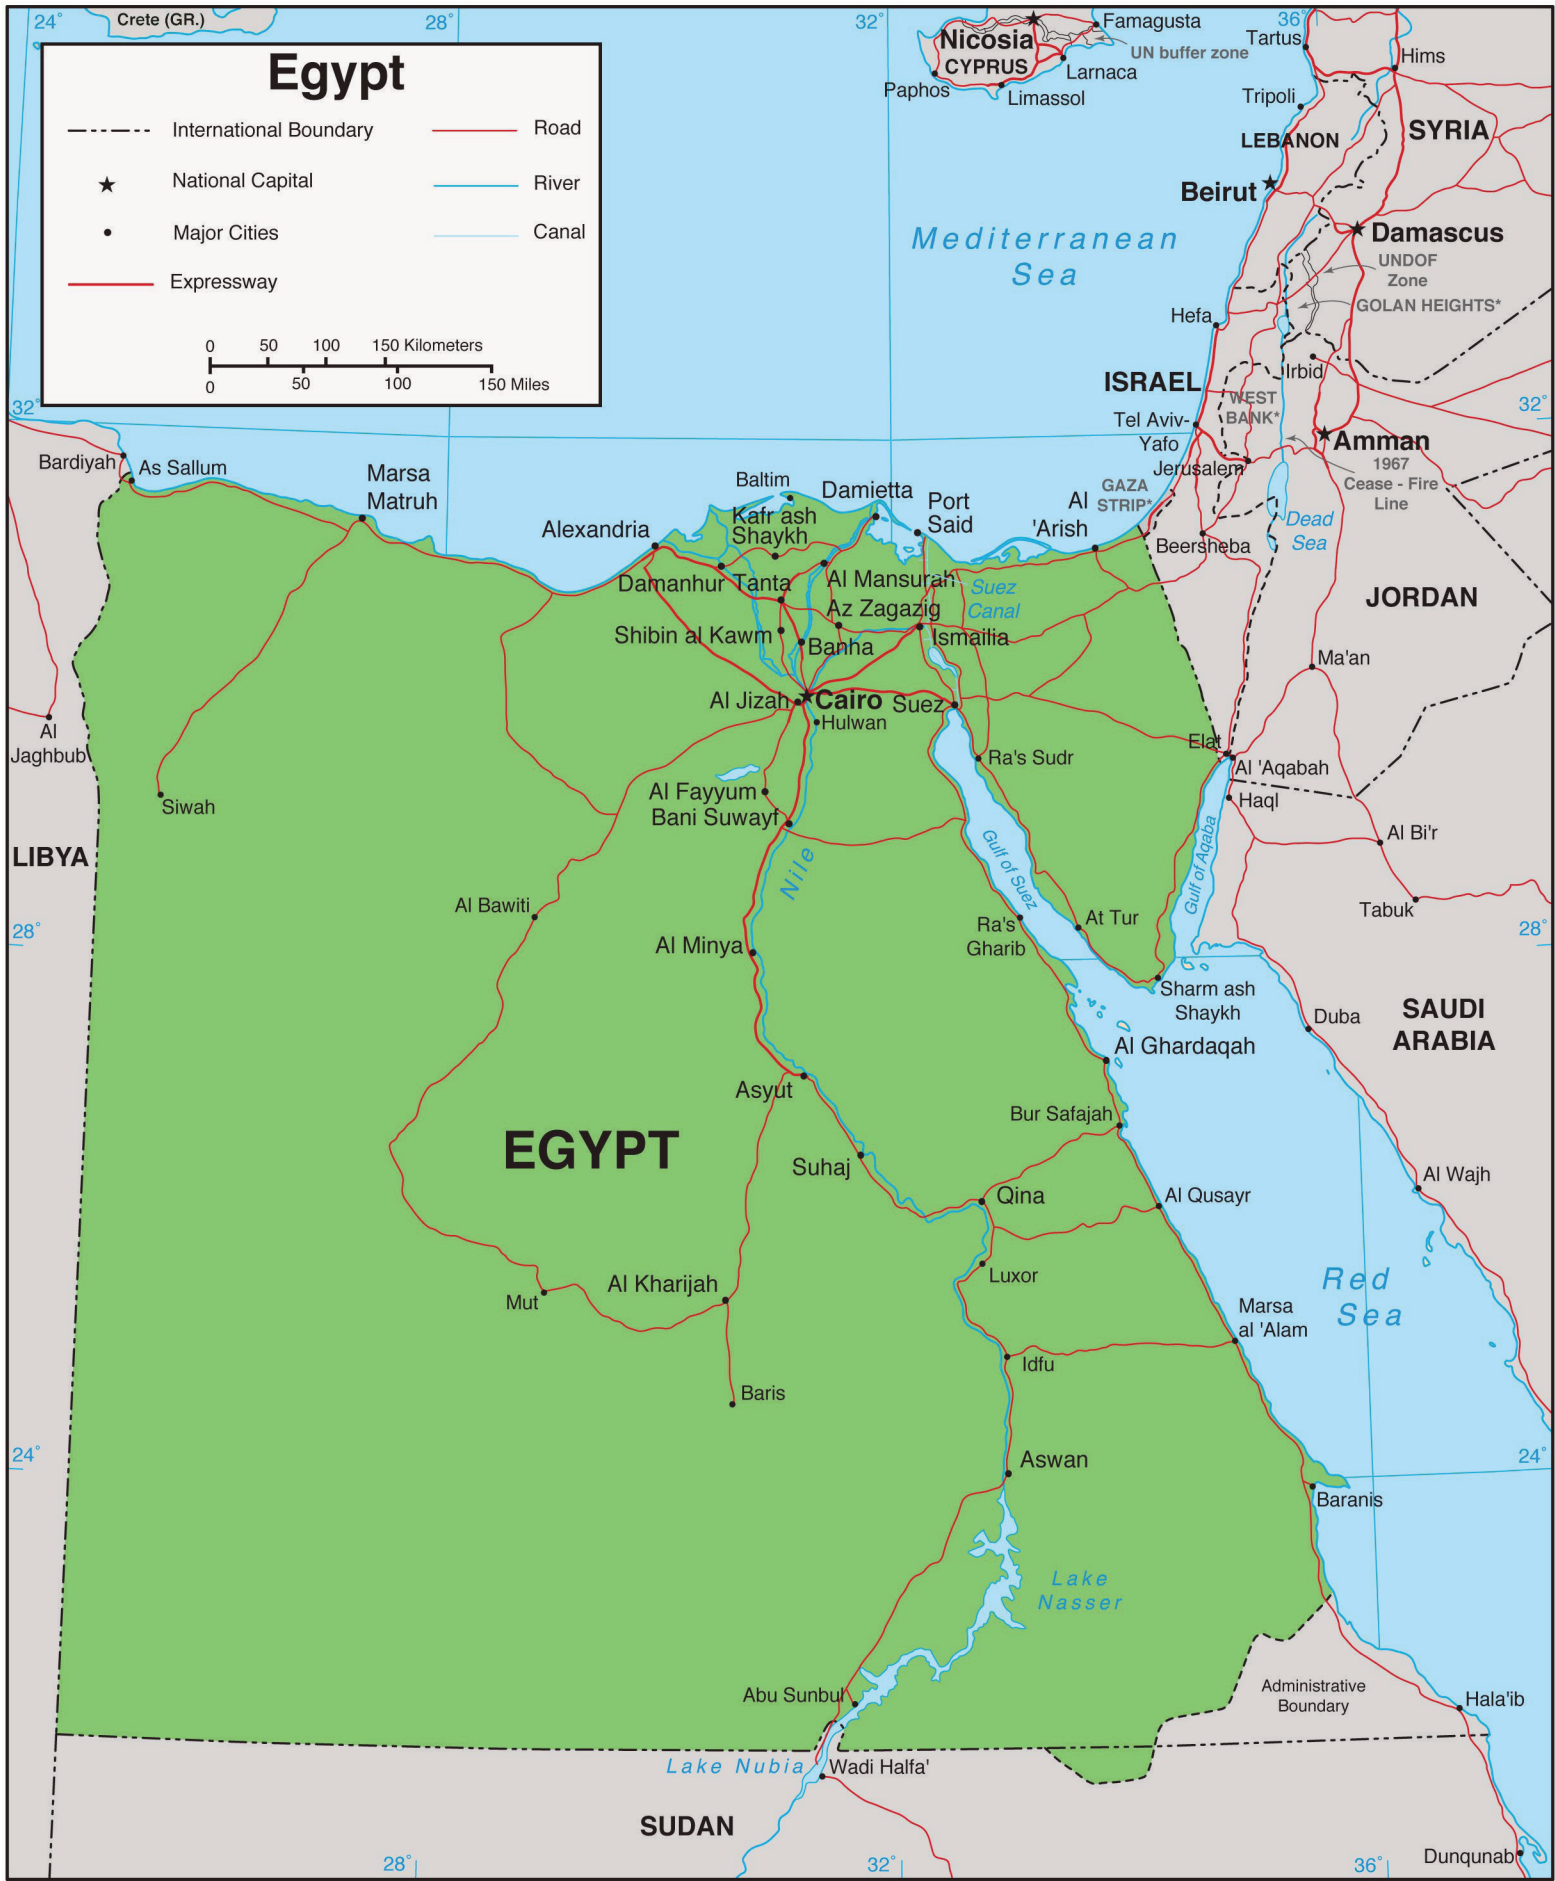 24°
Crete (GR.)
28°
32°
36°
Egypt
International Boundary
Road
National Capital
River
Major Cities
Canal
Expressway
0 50 100 150 Kilometers
0 50 100 150 Miles
Nicosia
CYPRUS
Famagusta
UN buffer zone
Larnaca
Paphos
Limassol
Tartus
Hims
Tripoli
LEBANON
SYRIA
Beirut
Damascus
UNDOF
Zone
GOLAN HEIGHTS*
Mediterranean
Sea
Hefa
Irbid
ISRAEL
WEST
BANK*
32°
32°
Tel Aviv-
Yafo
Amman
Jerusalem
1967
Cease - Fire
Line
GAZA
STRIP*
Dead
Sea
Beersheba
JORDAN
Bardiyah
As Sallum
Marsa
Matruh
Alexandria
Baltim
Damietta
Port
Said
Al
'Arish
Kafr ash
Shaykh
Damanhur
Tanta
Al Mansurah
Suez
Canal
Az Zagazig
Shibin al Kawm
Banha
Ismailia
Ma'an
Al Jizah
Cairo
Suez
Hulwan
Al
Jaghbub
Siwah
Elat
Al 'Aqabah
Haql
Ra's Sudr
Al Fayyum
Bani Suwayf
Al Bi'r
LIBYA
Nile
Gulf of Suez
Gulf of Aqaba
Al Bawiti
Tabuk
28°
28°
Al Minya
Ra's
Gharib
At Tur
Sharm ash
Shaykh
Duba
SAUDI
ARABIA
Al Ghardaqah
Asyut
Bur Safajah
EGYPT
Suhaj
Qina
Al Qusayr
Al Wajh
Luxor
Al Kharijah
Mut
Red
Sea
Marsa
al 'Alam
Idfu
Baris
24°
24°
Aswan
Baranis
Lake
Nasser
Abu Sunbul
Administrative
Boundary
Hala'ib
Lake Nubia
Wadi Halfa'
SUDAN
Dunqunab
28°
32°
36°